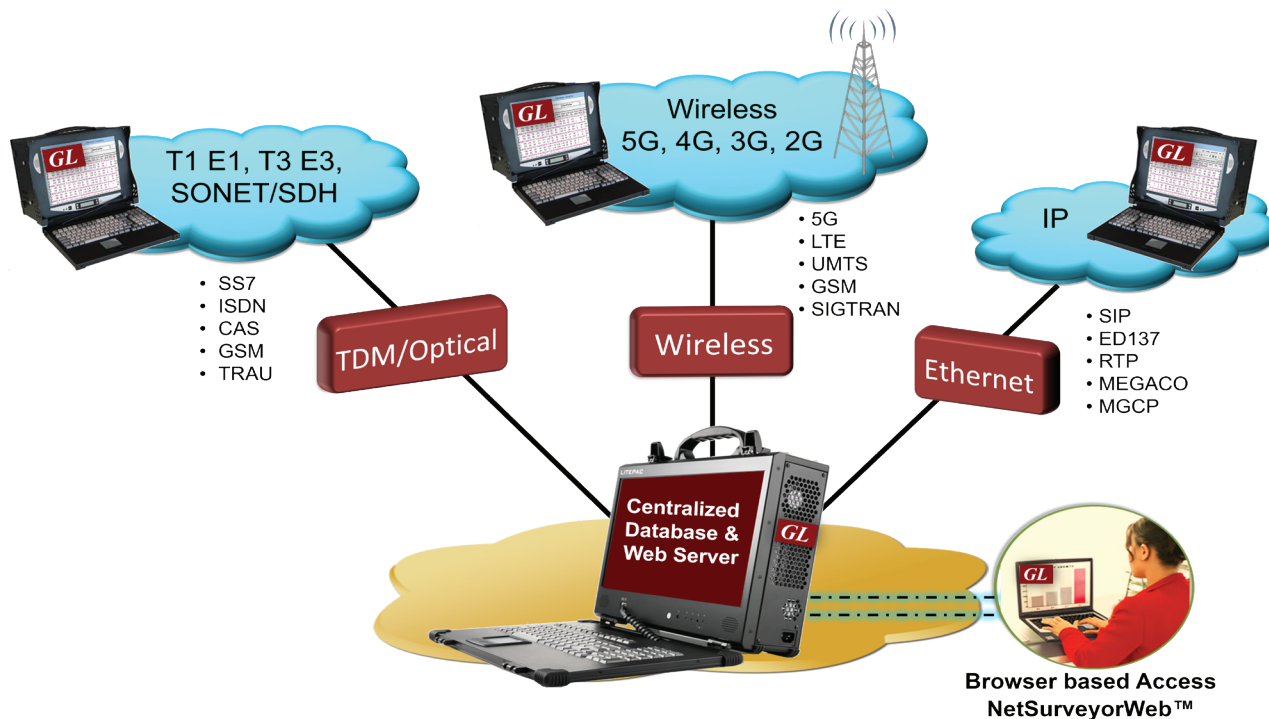 GL
T1 E1, T3 E3,
SONET/SDH
• SS7
• ISDN
• CAS
• GSM
• TRAU
TDM/Optical
GL
Wireless
5G, 4G, 3G, 2G
• 5G
• LTE
• UMTS
• GSM
• SIGTRAN
Wireless
GL
IP
• SIP
• ED137
• RTP
• MEGACO
• MGCP
Ethernet
LITEPAC
Centralized
Database &
Web Server
GL
GL
Browser based Access
NetSurveyorWeb™